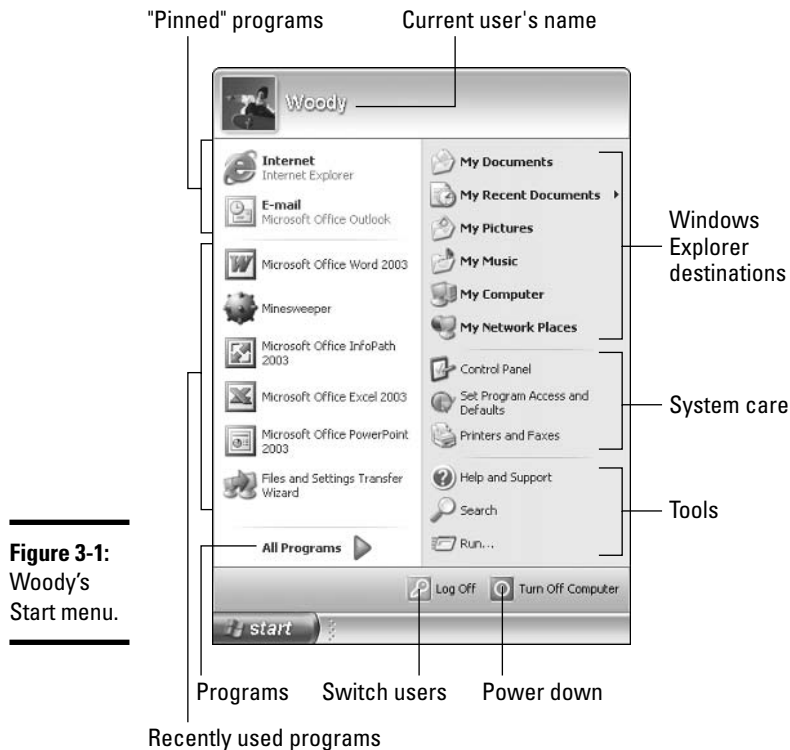 "Pinned" programs
Current user's name
Woody
Internet
Internet Explorer
E-mail
Microsoft Office Outlook
Microsoft Office Word 2003
Minesweeper
Microsoft Office InfoPath
2003
Microsoft Office Excel 2003
Microsoft Office PowerPoint
2003
Files and Settings Transfer
Wizard
All Programs
My Documents
My Recent Documents
My Pictures
My Music
My Computer
My Network Places
Control Panel
Set Program Access and
Defaults
Printers and Faxes
Help and Support
Search
Run...
Windows
Explorer
destinations
System care
Tools
Log Off
Turn Off Computer
start
Figure 3-1:
Woody's
Start menu.
Programs
Switch users
Power down
Recently used programs